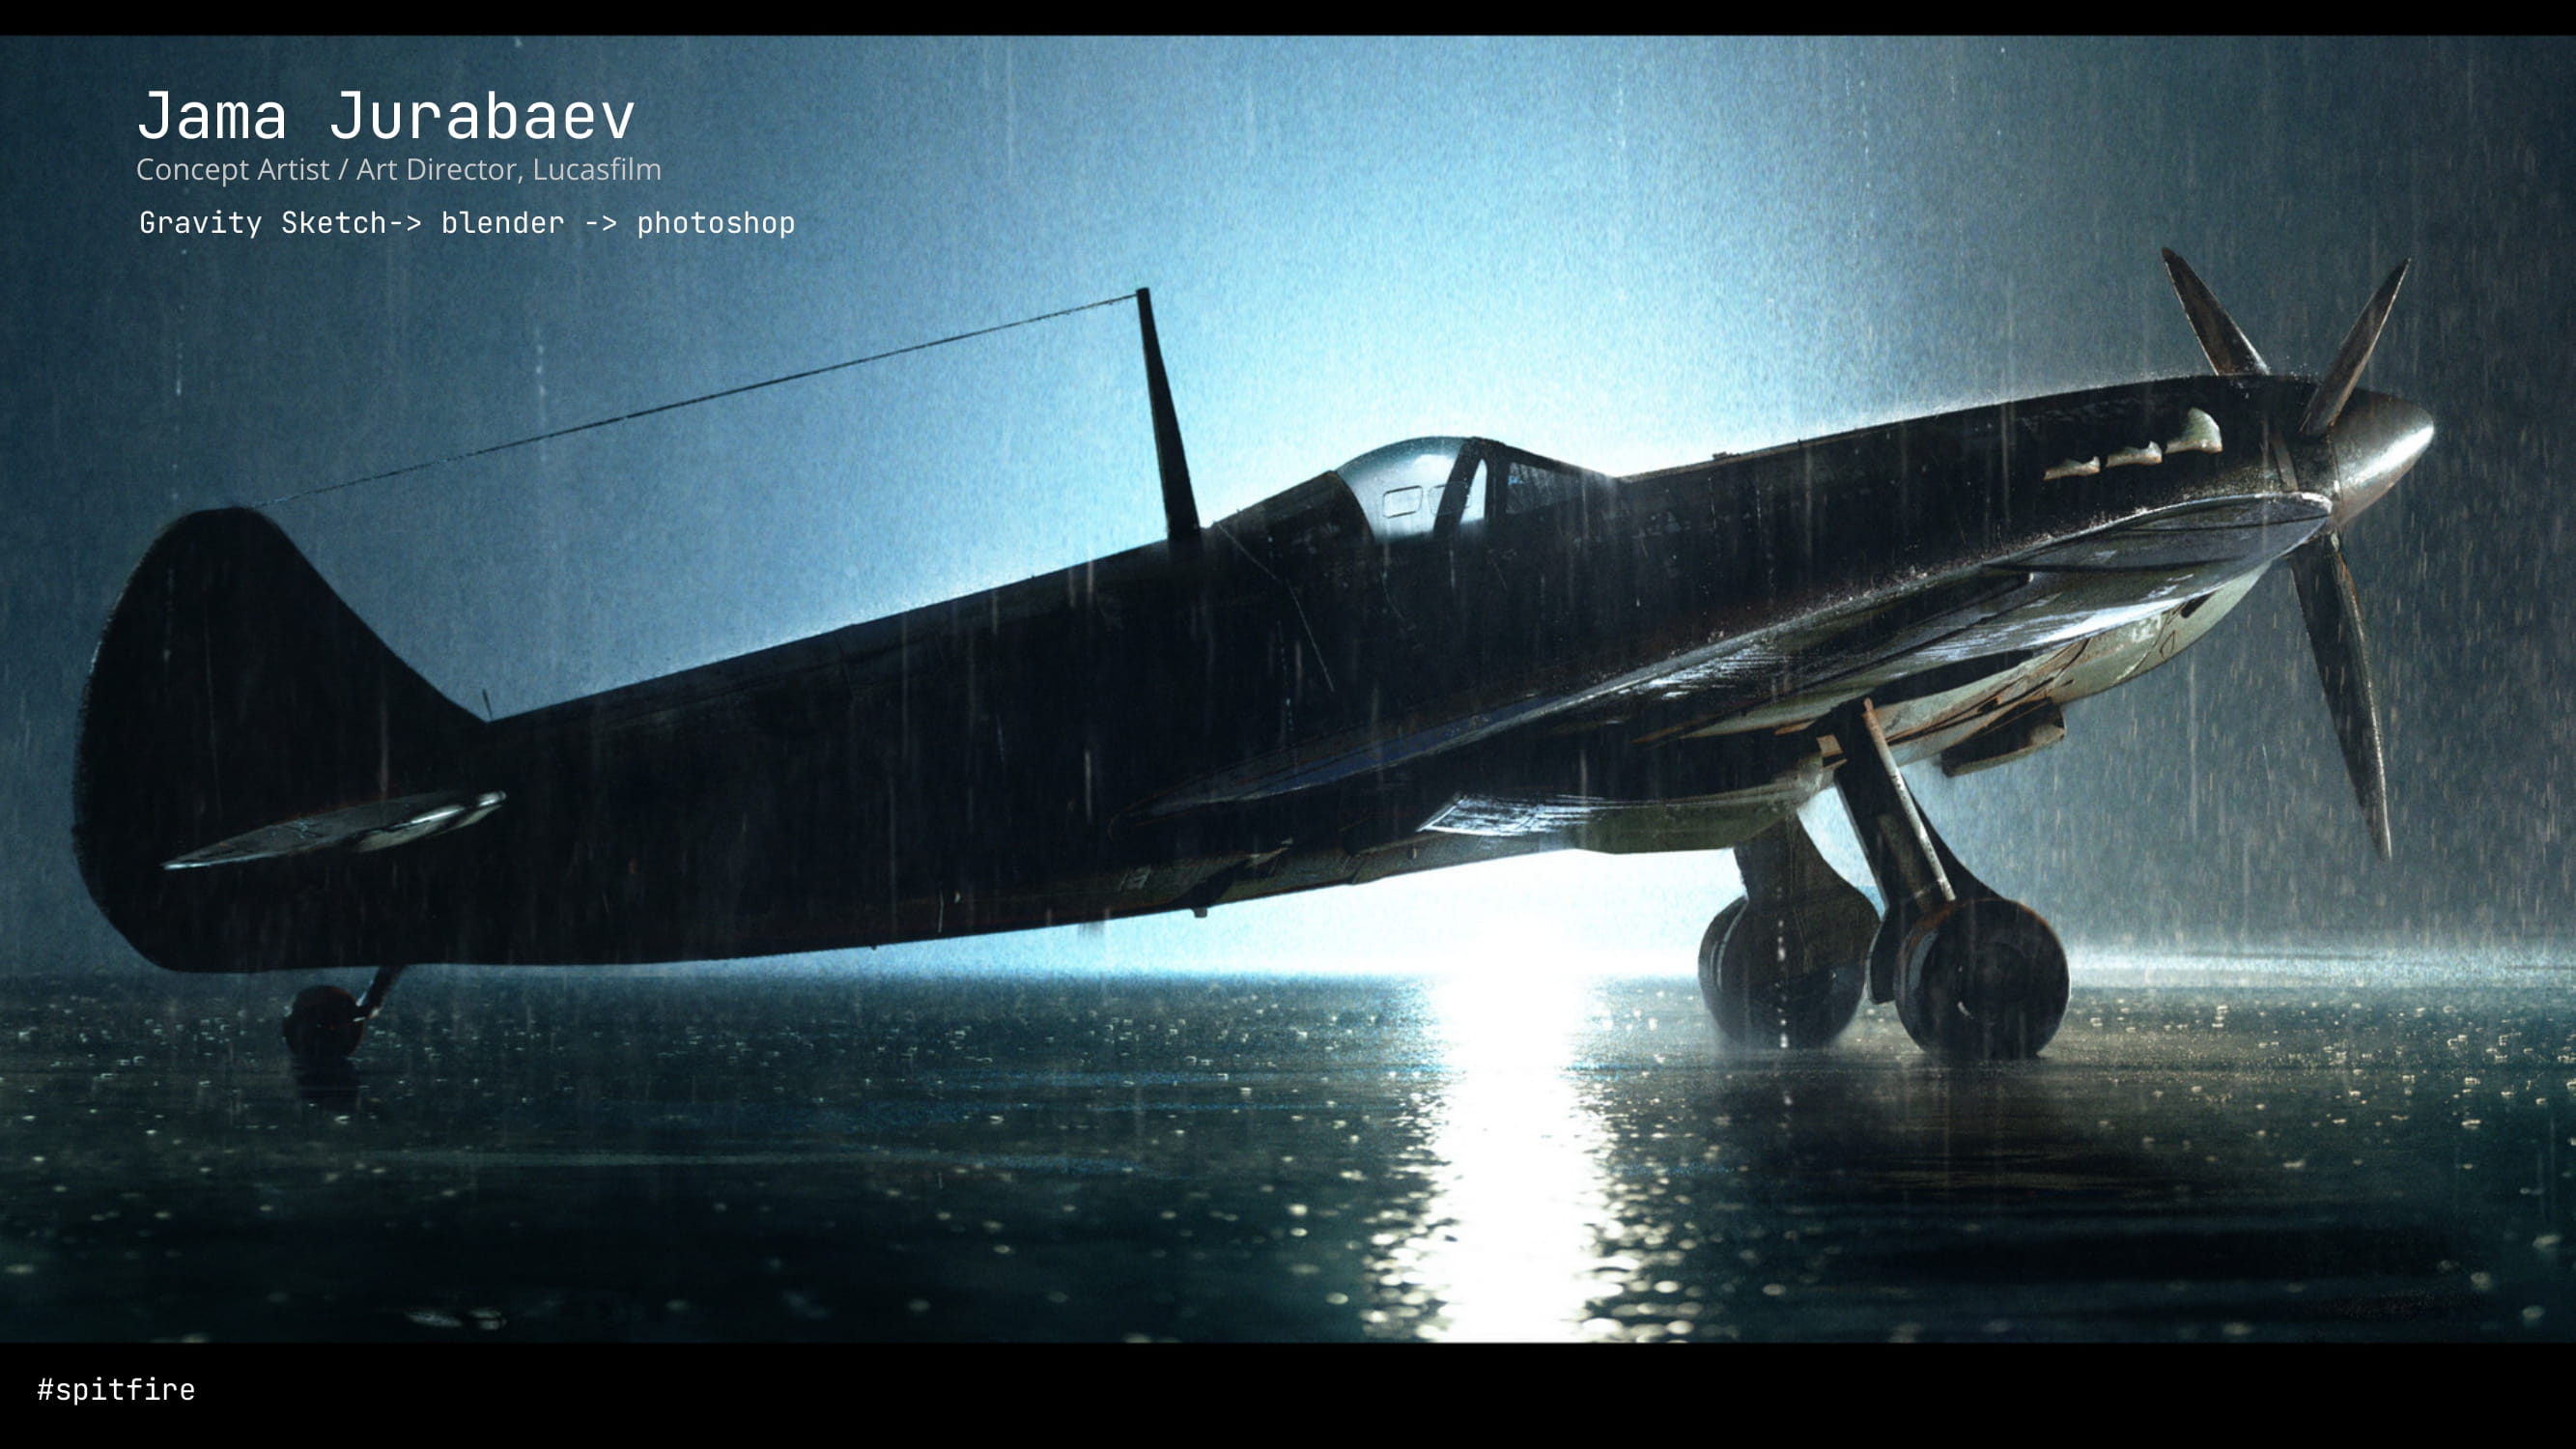 Jama Jurabaev
Concept Artist / Art Director, Lucasfilm
Gravity Sketch-> blender -> photoshop
#spitfire